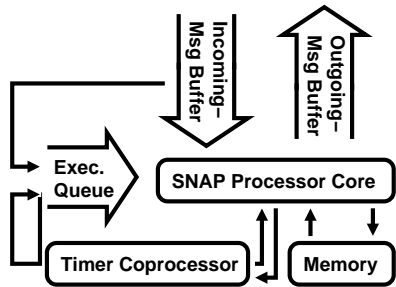 Incoming–
Msg Buffer
Outgoing–
Msg Buffer
Exec.
Queue
SNAP Processor Core
Timer Coprocessor
Memory